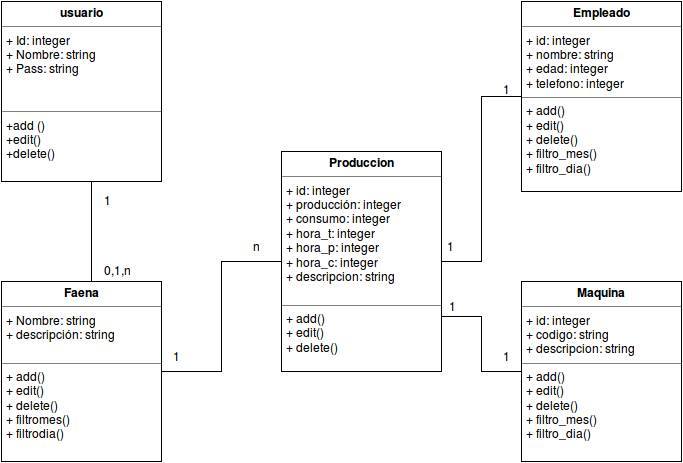 usuario
+ Id: integer
+ Nombre: string
+ Pass: string
+add ()
+edit()
+delete()
1
0,1,n
Faena
+ Nombre: string
+ descripción: string
+ add()
+ edit()
+ delete()
+ filtromes()
+ filtrodia()
1
n
Produccion
+ id: integer
+ producción: integer
+ consumo: integer
+ hora_t: integer
+ hora_p: integer
+ hora_c: integer
+ descripcion: string
+ add()
+ edit()
+ delete()
1
1
Empleado
+ id: integer
+ nombre: string
+ edad: integer
+ telefono: integer
+ add()
+ edit()
+ delete()
+ filtro_mes()
+ filtro_dia()
1
1
Maquina
+ id: integer
+ codigo: string
+ descripcion: string
+ add()
+ edit()
+ delete()
+ filtro_mes()
+ filtro_dia()